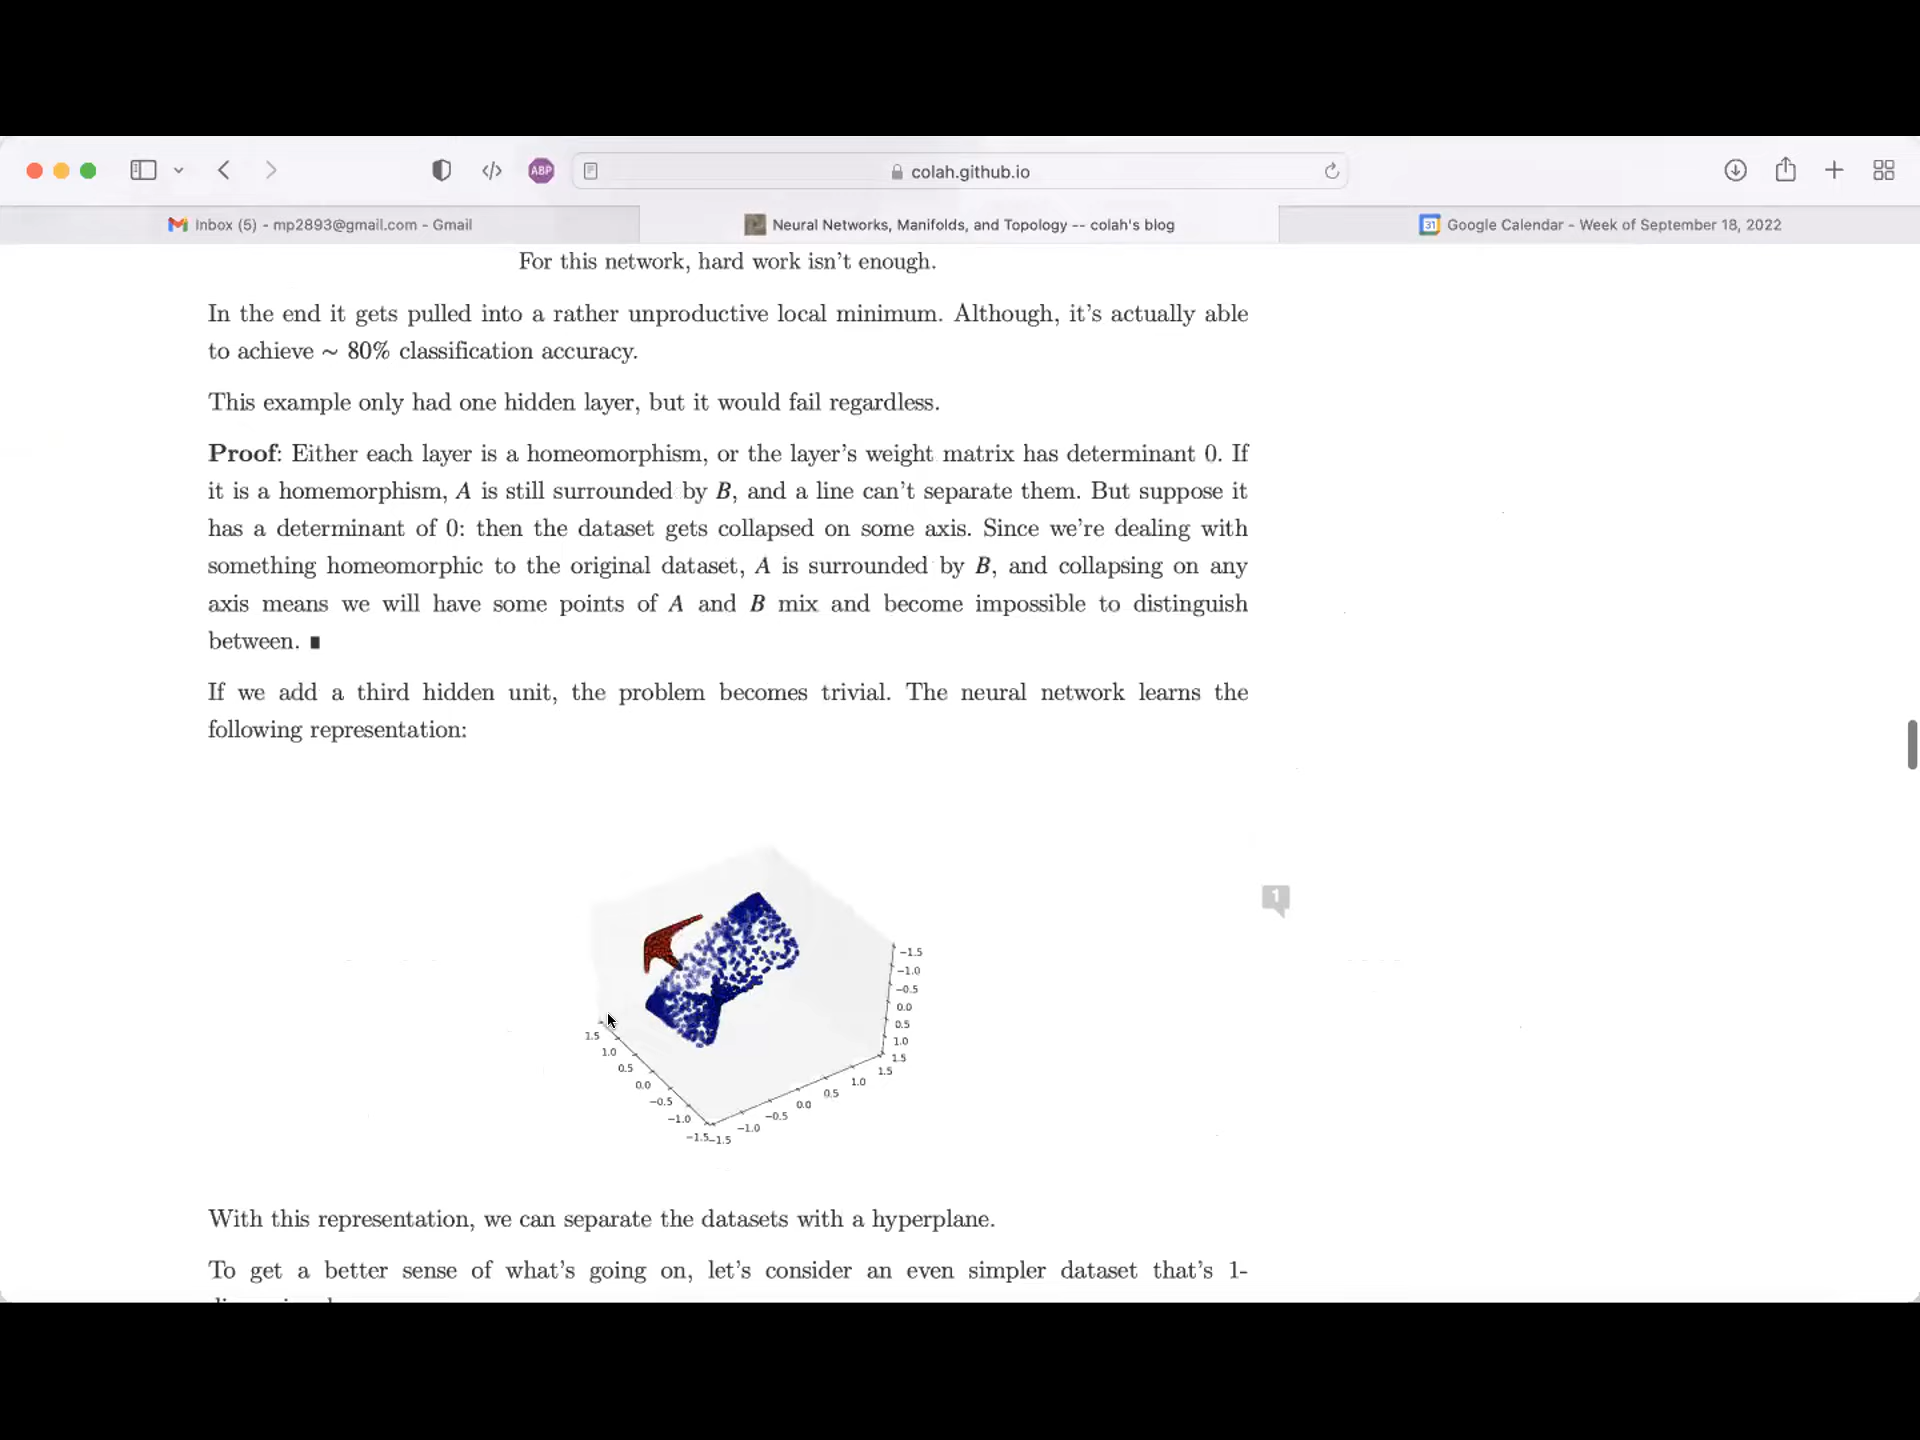 ABP
colah.github.io
Inbox (5) - mp2893@gmail.com - Gmail
Neural Networks, Manifolds, and Topology -- colah's blog
31
Google Calendar - Week of September 18, 2022
For this network, hard work isn't enough.
In the end it gets pulled into a rather unproductive local minimum. Although, it's actually able
to achieve ∼ 80% classification accuracy.
This example only had one hidden layer, but it would fail regardless.
Proof: Either each layer is a homeomorphism, or the layer's weight matrix has determinant 0. If
it is a homemorphism, A is still surrounded by B, and a line can't separate them. But suppose it
has a determinant of 0: then the dataset gets collapsed on some axis. Since we're dealing with
something homeomorphic to the original dataset, A is surrounded by B, and collapsing on any
axis means we will have some points of A and B mix and become impossible to distinguish
between. ∎
If we add a third hidden unit, the problem becomes trivial. The neural network learns the
following representation:
1
−1.5
−1.0
−0.5
0.0
0.5
1.0
1.5
1.5
1.0
0.5
0.0
−0.5
−1.0
−1.5
−1.5
−1.0
−0.5
0.0
0.5
1.0
1.5
With this representation, we can separate the datasets with a hyperplane.
To get a better sense of what's going on, let's consider an even simpler dataset that's 1-